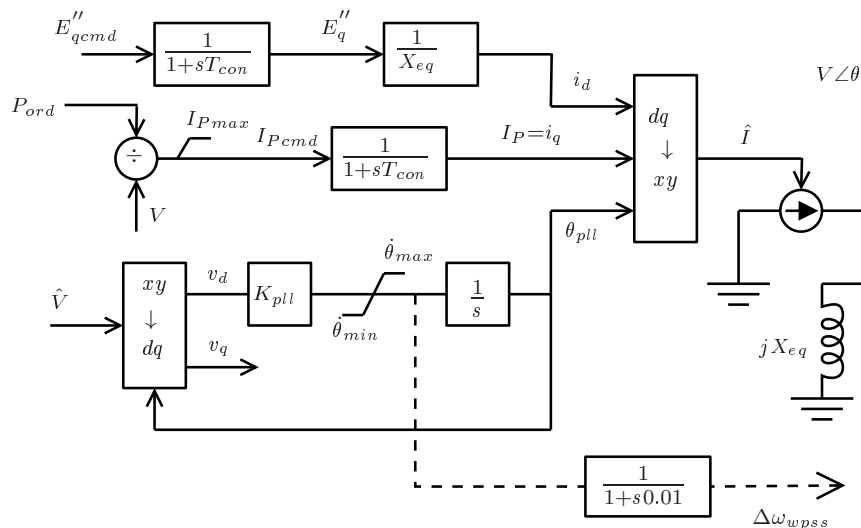 E''qcmd
1
1+sTcon
E''q
1
Xeq
id
V∠θ
Pord
÷
V
IPmax
IPcmd
1
1+sTcon
IP=iq
dq
↓
xy
Î
θpll
V̂
xy
↓
dq
vd
vq
Kpll
θ̇max
θ̇min
1
s
jXeq
1
1+s0.01
Δωwpss